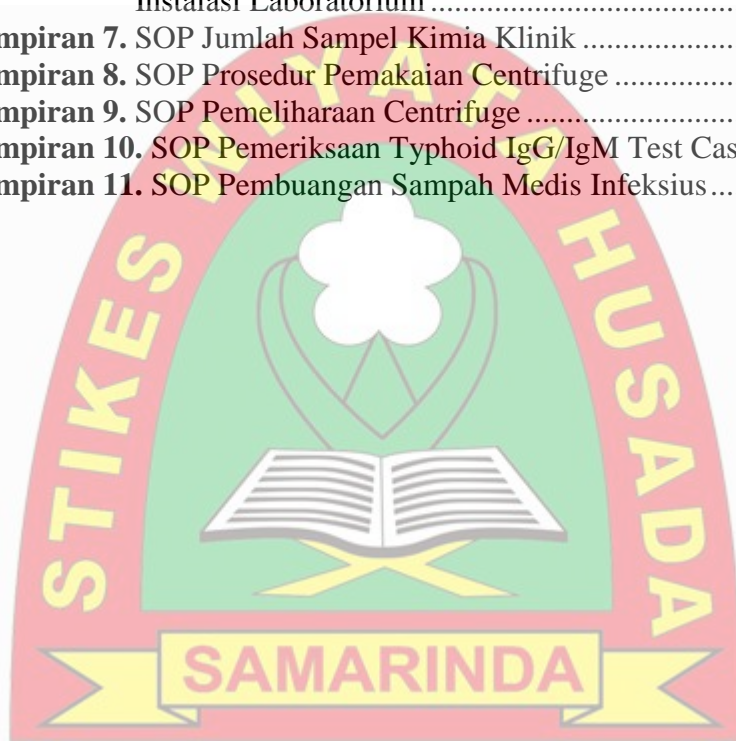 Instalasi Laboratorium ........................................
mpiran 7. SOP Jumlah Sampel Kimia Klinik ....................
mpiran 8. SOP Prosedur Pemakaian Centrifuge ................
mpiran 9. SOP Pemeliharaan Centrifuge ...........................
mpiran 10. SOP Pemeriksaan Typhoid IgG/IgM Test Cas
mpiran 11. SOP Pembuangan Sampah Medis Infeksius ...
STIKES WIYATA HUSADA
SAMARINDA